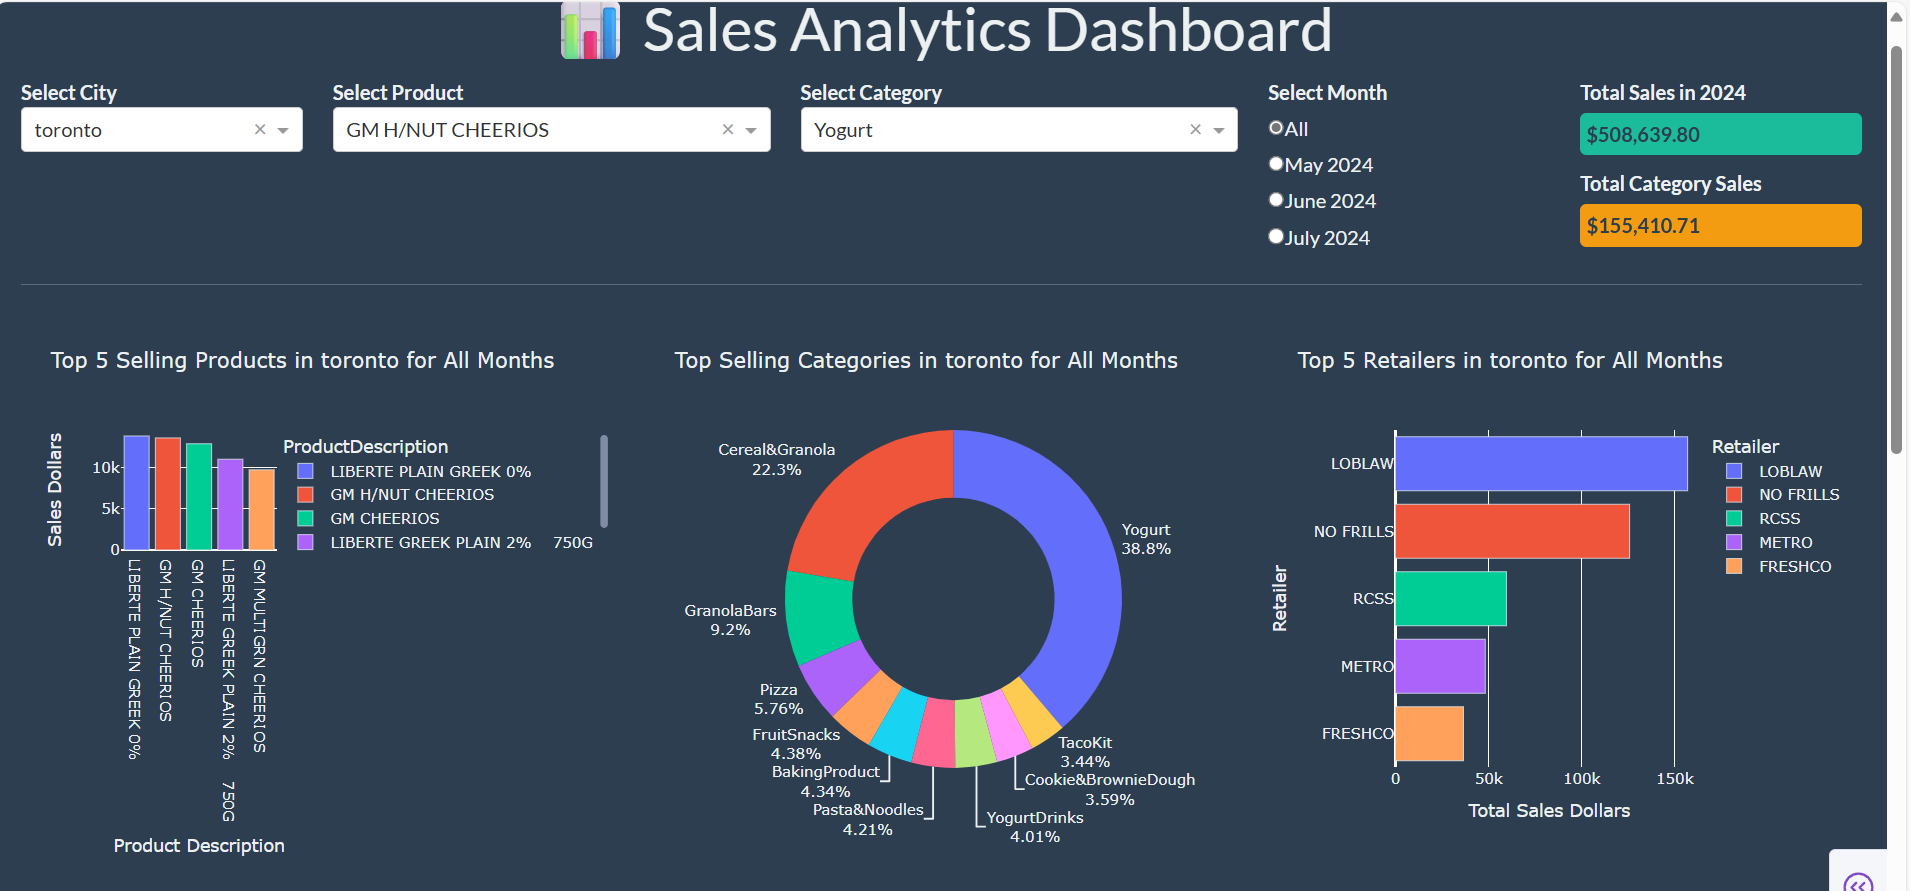 Sales Analytics Dashboard
Select City
toronto
Select Product
GM H/NUT CHEERIOS
Select Category
Yogurt
Select Month
All
May 2024
June 2024
July 2024
Total Sales in 2024
$508,639.80
Total Category Sales
$155,410.71
Top 5 Selling Products in toronto for All Months
Sales Dollars
10k
5k
0
LIBERTE PLAIN GREEK 0%
GM H/NUT CHEERIOS
GM CHEERIOS
LIBERTE GREEK PLAIN 2% 750G
GM MULTIGRN CHEERIOS
Product Description
ProductDescription
LIBERTE PLAIN GREEK 0%
GM H/NUT CHEERIOS
GM CHEERIOS
LIBERTE GREEK PLAIN 2% 750G
Top Selling Categories in toronto for All Months
Cereal&Granola
22.3%
Yogurt
38.8%
GranolaBars
9.2%
Pizza
5.76%
FruitSnacks
4.38%
BakingProduct
4.34%
Pasta&Noodles
4.21%
YogurtDrinks
4.01%
Cookie&BrownieDough
3.59%
TacoKit
3.44%
Top 5 Retailers in toronto for All Months
Retailer
LOBLAW
NO FRILLS
RCSS
METRO
FRESHCO
0
50k
100k
150k
Total Sales Dollars
Retailer
LOBLAW
NO FRILLS
RCSS
METRO
FRESHCO